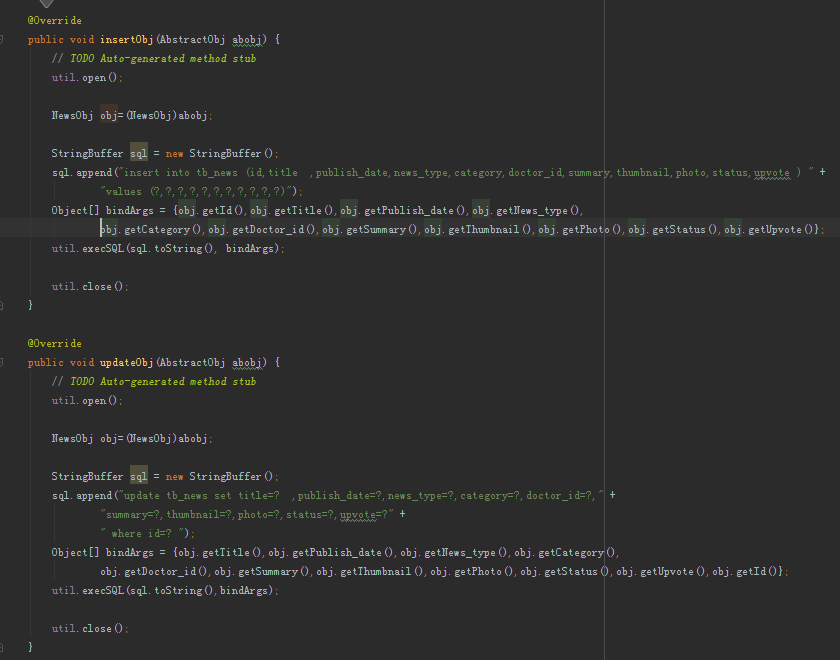 @Override
public void insertObj(AbstractObj abobj) {
// TODO Auto-generated method stub
util.open();
NewsObj obj=(NewsObj)abobj;
StringBuffer sql = new StringBuffer();
sql.append("insert into tb_news (id,title  ,publish_date,news_type,category,doctor_id,summary,thumbnail,photo,status,upvote ) " +
"values (?,?,?,?,?,?,?,?,?,?,?)");
Object[] bindArgs = {obj.getId(),obj.getTitle(),obj.getPublish_date(),obj.getNews_type(),
obj.getCategory(),obj.getDoctor_id(),obj.getSummary(),obj.getThumbnail(),obj.getPhoto(),obj.getStatus(),obj.getUpvote()};
util.execSQL(sql.toString(), bindArgs);
util.close();
}
@Override
public void updateObj(AbstractObj abobj) {
// TODO Auto-generated method stub
util.open();
NewsObj obj=(NewsObj)abobj;
StringBuffer sql = new StringBuffer();
sql.append("update tb_news set title=?  ,publish_date=?,news_type=?,category=?,doctor_id=?," +
"summary=?,thumbnail=?,photo=?,status=?,upvote=?" +
" where id=? ");
Object[] bindArgs = {obj.getTitle(),obj.getPublish_date(),obj.getNews_type(),obj.getCategory(),
obj.getDoctor_id(),obj.getSummary(),obj.getThumbnail(),obj.getPhoto(),obj.getStatus(),obj.getUpvote(),obj.getId()};
util.execSQL(sql.toString(),bindArgs);
util.close();
}